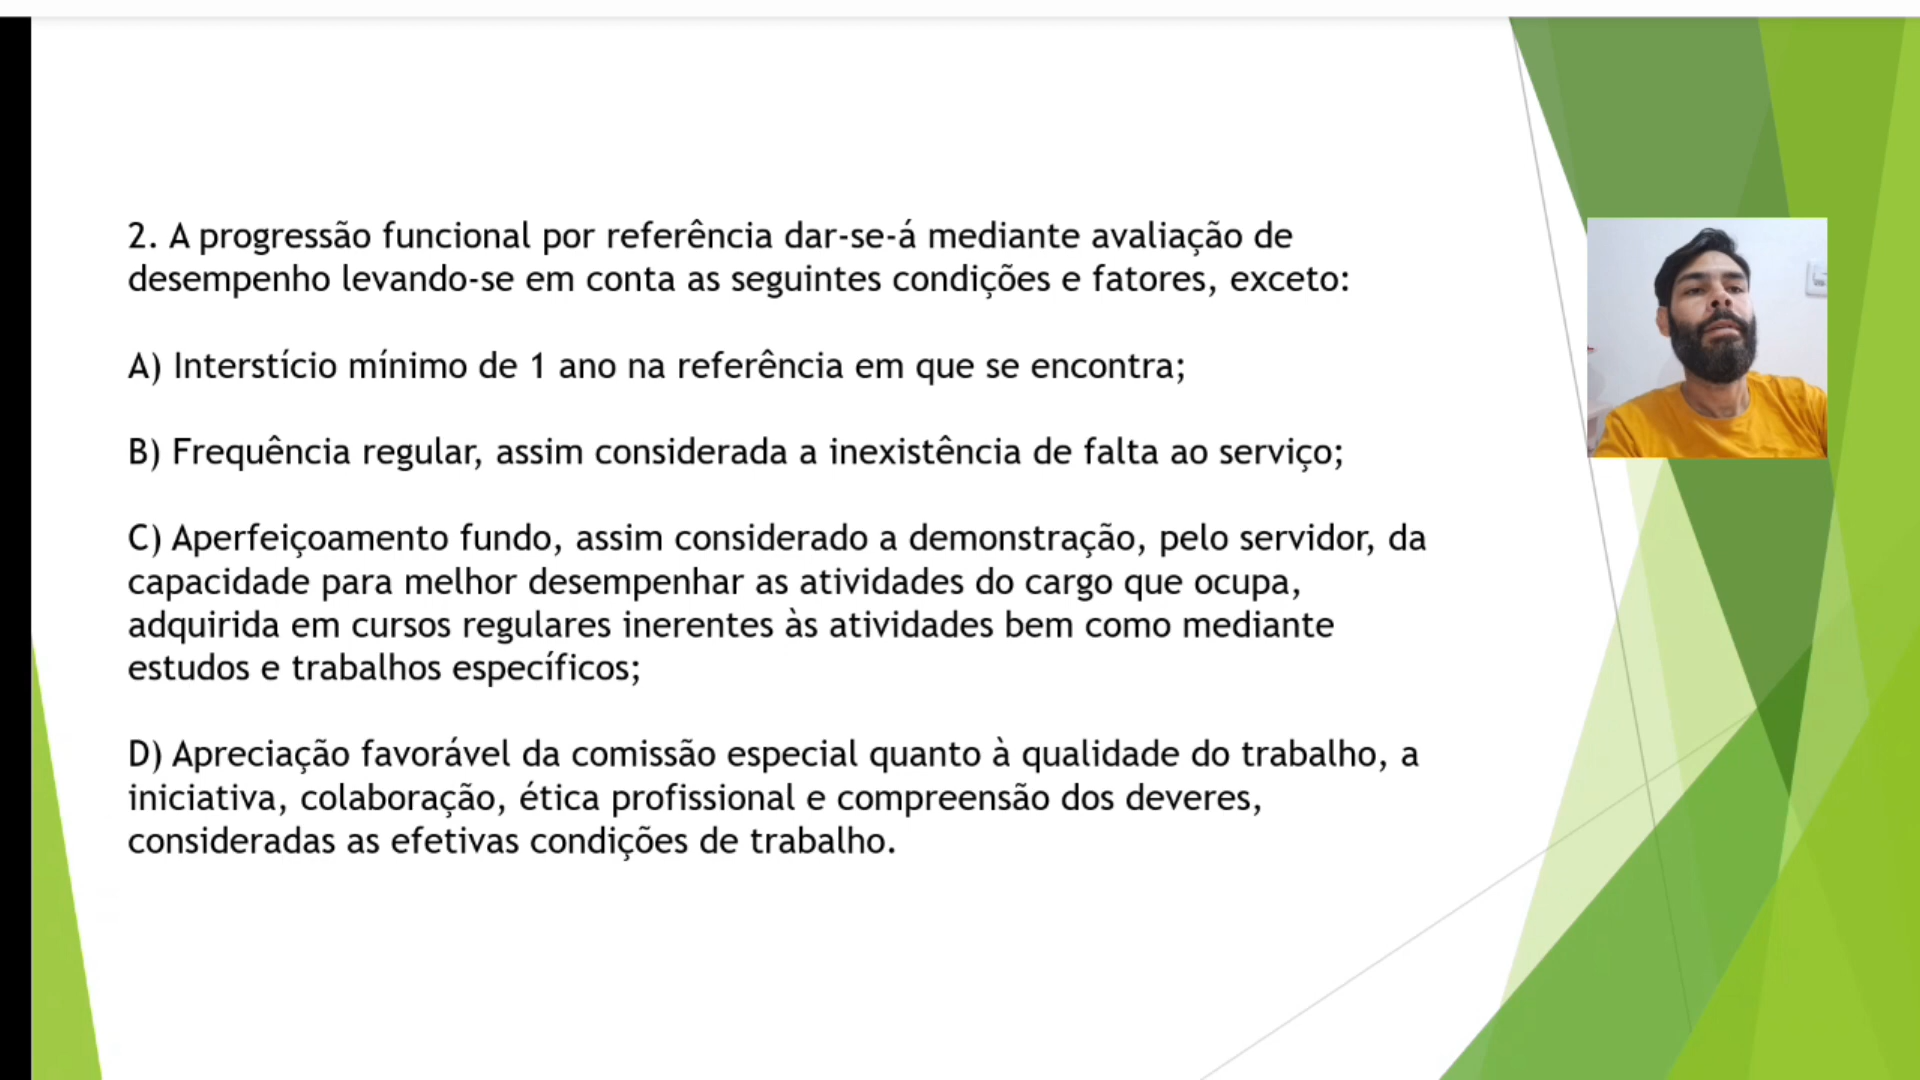 2. A progressão funcional por referência dar-se-á mediante avaliação de
desempenho levando-se em conta as seguintes condições e fatores, exceto:
A) Interstício mínimo de 1 ano na referência em que se encontra;
B) Frequência regular, assim considerada a inexistência de falta ao serviço;
C) Aperfeiçoamento fundo, assim considerado a demonstração, pelo servidor, da
capacidade para melhor desempenhar as atividades do cargo que ocupa,
adquirida em cursos regulares inerentes às atividades bem como mediante
estudos e trabalhos específicos;
D) Apreciação favorável da comissão especial quanto à qualidade do trabalho, a
iniciativa, colaboração, ética profissional e compreensão dos deveres,
consideradas as efetivas condições de trabalho.